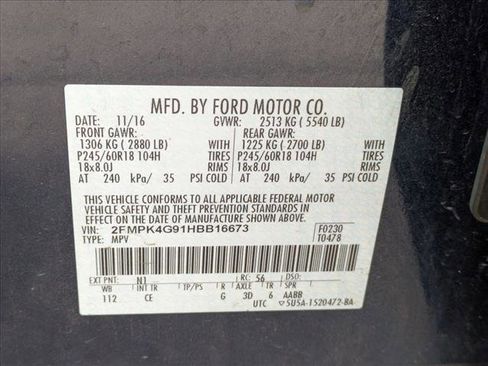 MFD. BY FORD MOTOR CO.
DATE: 11/16 GVWR: 2513 KG ( 5540 LB)
FRONT GAWR: REAR GAWR:
1306 KG ( 2880 LB) WITH 1225 KG ( 2700 LB) WITH
P245/60R18 104H TIRES P245/60R18 104H TIRES
18x8.0J RIMS 18x8.0J RIMS
AT 240 kPa/ 35 PSI COLD AT 240 kPa/ 35 PSI COLD
THIS VEHICLE CONFORMS TO ALL APPLICABLE FEDERAL MOTOR
VEHICLE SAFETY AND THEFT PREVENTION STANDARDS IN
EFFECT ON THE DATE OF MANUFACTURE SHOWN ABOVE.
VIN: 2FMPK4G91HBB16673 F0230
TYPE: MPV T0478
EXT PNT: N1 RC: 56 DSO:
WB INT TR TP/PS R AXLE TR SPR
112 CE G 3D 6 AABB
UTC ▽5U5A-1520472-BA